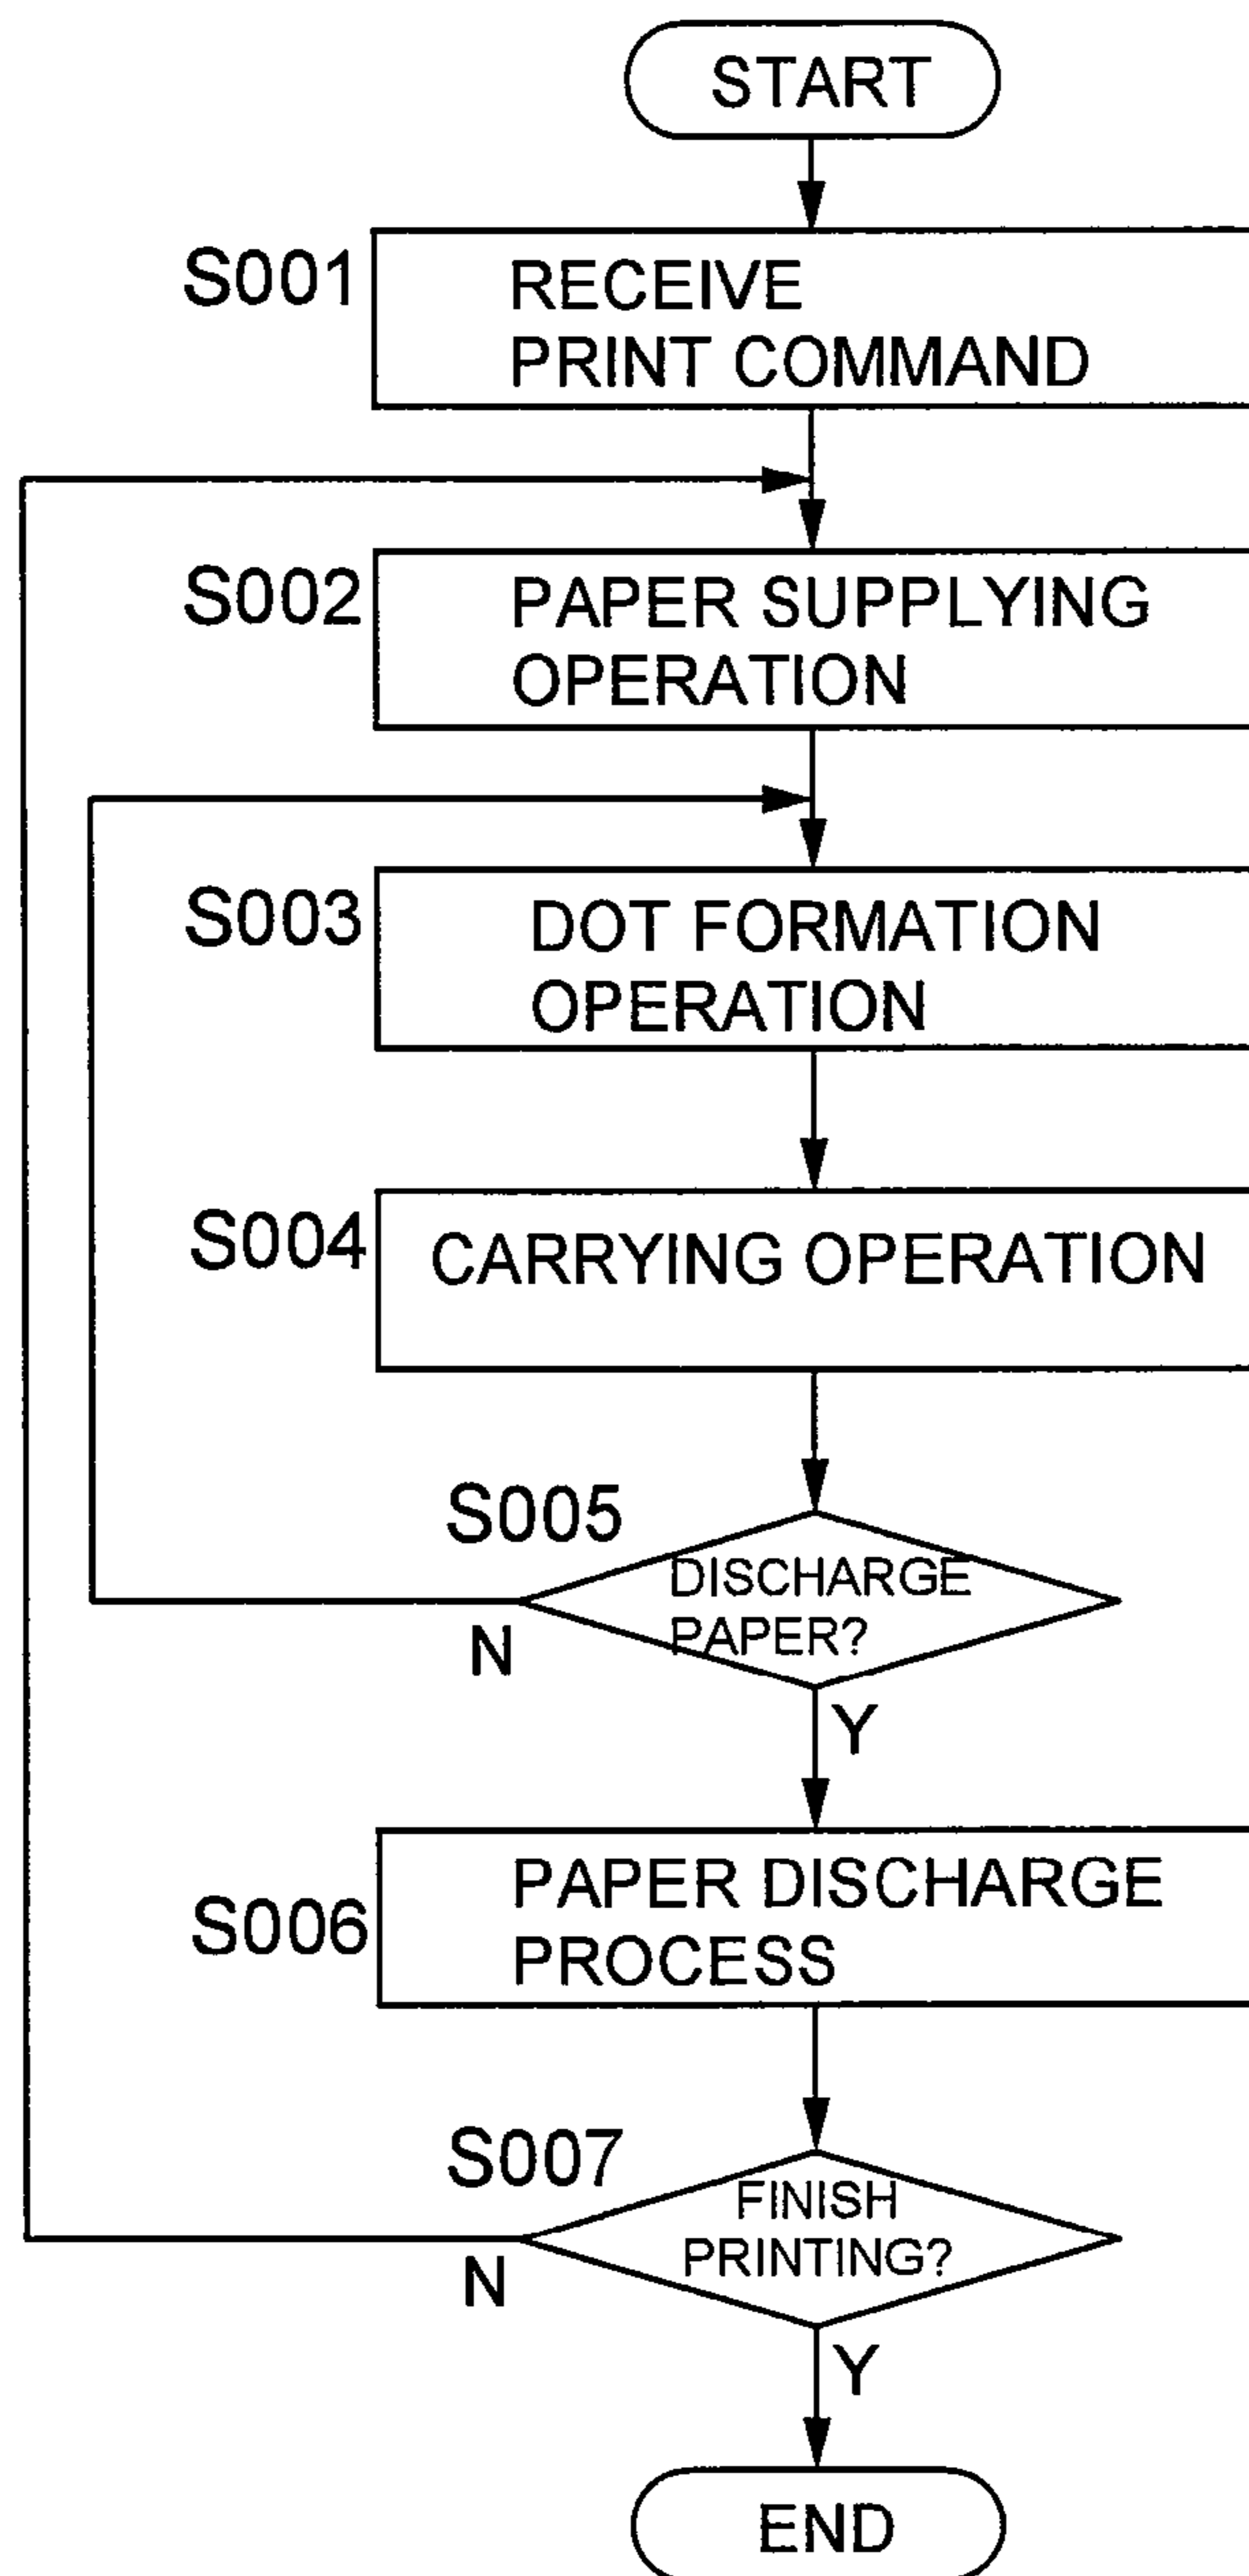 START
S001
RECEIVE
PRINT COMMAND
S002
PAPER SUPPLYING
OPERATION
S003
DOT FORMATION
OPERATION
S004
CARRYING OPERATION
S005
DISCHARGE
PAPER?
N
Y
S006
PAPER DISCHARGE
PROCESS
S007
FINISH
PRINTING?
N
Y
END